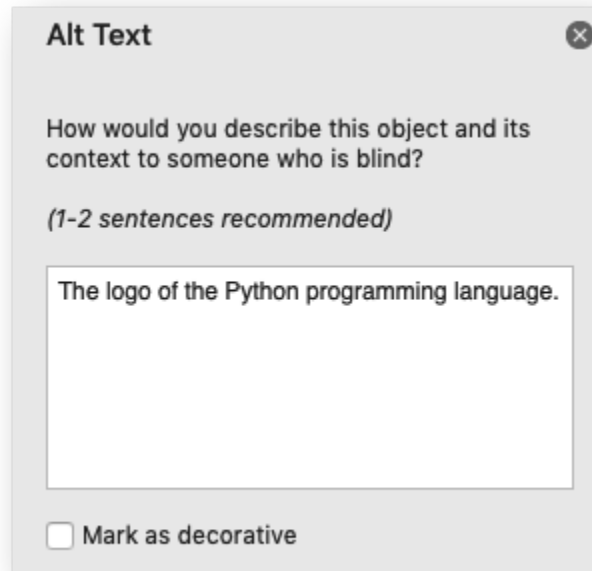 Alt Text
How would you describe this object and its
context to someone who is blind?
(1-2 sentences recommended)
The logo of the Python programming language.
Mark as decorative